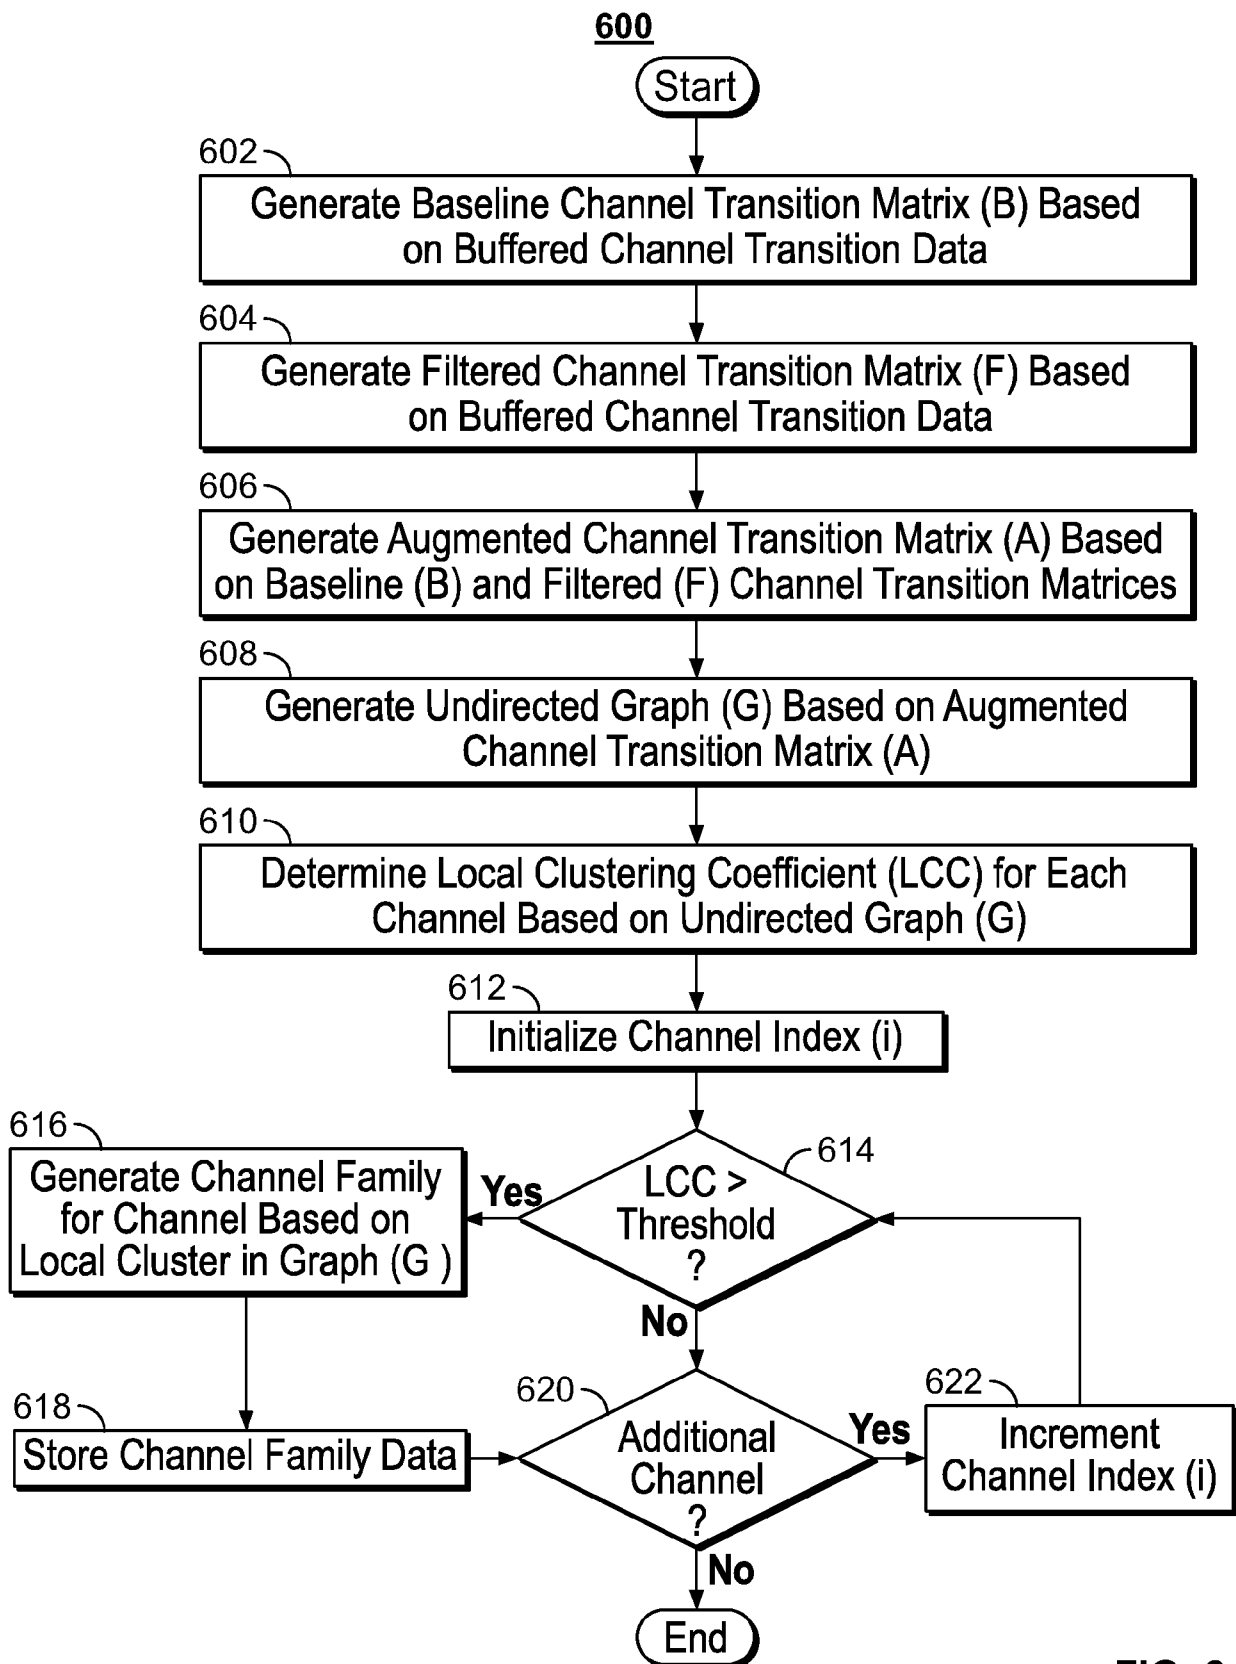 600
Start
602
Generate Baseline Channel Transition Matrix (B) Based
on Buffered Channel Transition Data
604
Generate Filtered Channel Transition Matrix (F) Based
on Buffered Channel Transition Data
606
Generate Augmented Channel Transition Matrix (A) Based
on Baseline (B) and Filtered (F) Channel Transition Matrices
608
Generate Undirected Graph (G) Based on Augmented
Channel Transition Matrix (A)
610
Determine Local Clustering Coefficient (LCC) for Each
Channel Based on Undirected Graph (G)
612
Initialize Channel Index (i)
616
Generate Channel Family
for Channel Based on
Local Cluster in Graph (G )
Yes
614
LCC >
Threshold
?
No
618
Store Channel Family Data
620
Additional
Channel
?
Yes
622
Increment
Channel Index (i)
No
End